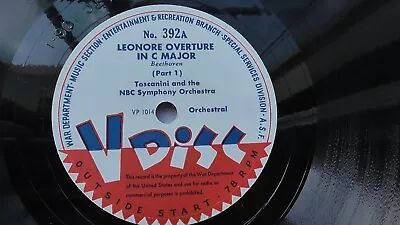 WAR DEPARTMENT - MUSIC SECTION - ENTERTAINMENT & RECREATION BRANCH - SPECIAL SERVICES DIVISION - A.S.F.
No. 392A
LEONORE OVERTURE
IN C MAJOR
Beethoven
(Part 1)
Toscanini and the
NBC Symphony Orchestra
VP 1014
Orchestral
V DISC
This record is the property of the War Department
of the United States and use for radio or
commercial purposes is prohibited.
OUTSIDE START - 78 RPM